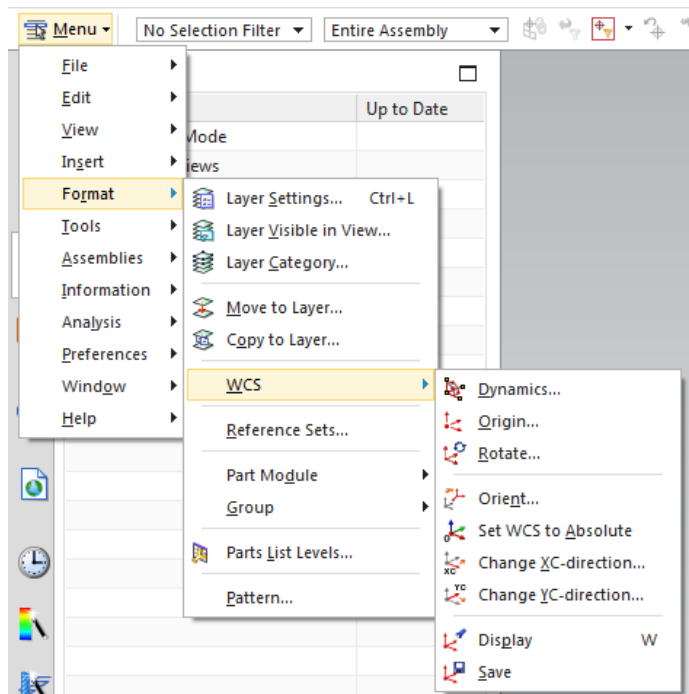 Menu
No Selection Filter
Entire Assembly
File
Edit
View
Insert
Format
Tools
Assemblies
Information
Analysis
Preferences
Window
Help
Up to Date
Mode
iews
Layer Settings... Ctrl+L
Layer Visible in View...
Layer Category...
Move to Layer...
Copy to Layer...
WCS
Reference Sets...
Part Module
Group
Parts List Levels...
Pattern...
Dynamics...
Origin...
Rotate...
Orient...
Set WCS to Absolute
XC
Change XC-direction...
YC
Change YC-direction...
Display W
Save